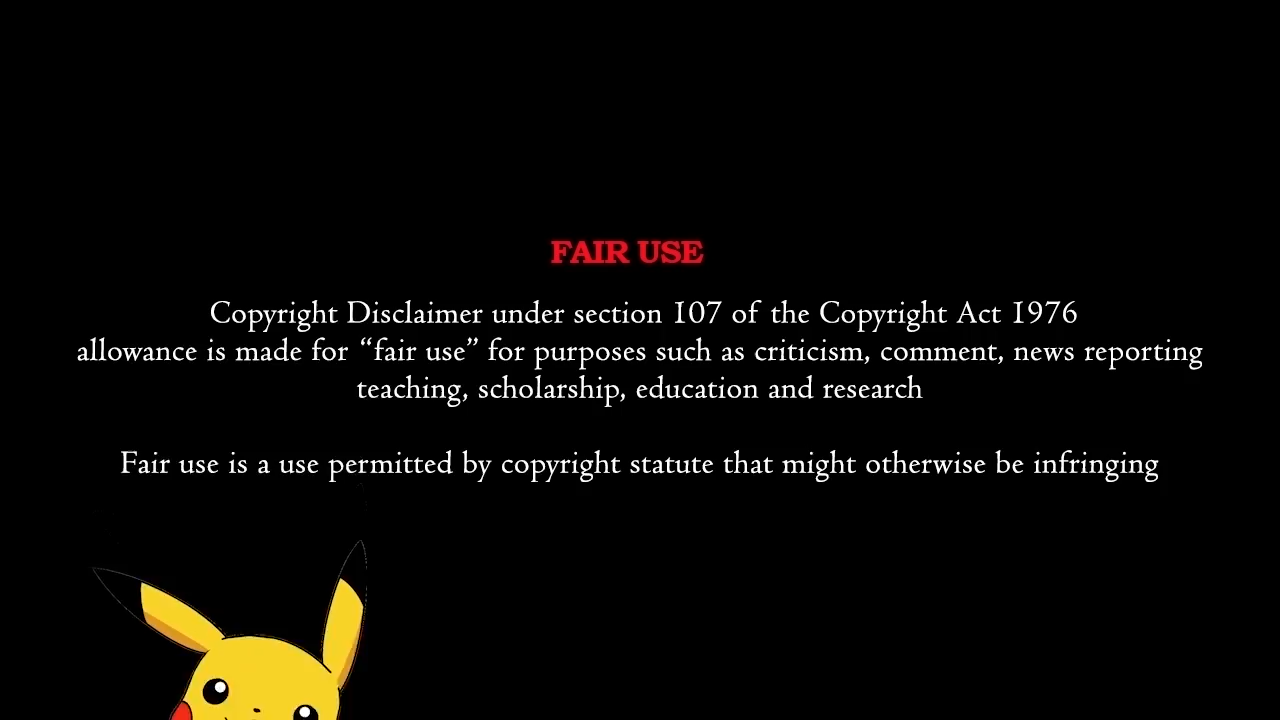 FAIR USE
Copyright Disclaimer under section 107 of the Copyright Act 1976
allowance is made for “fair use” for purposes such as criticism, comment, news reporting
teaching, scholarship, education and research
Fair use is a use permitted by copyright statute that might otherwise be infringing